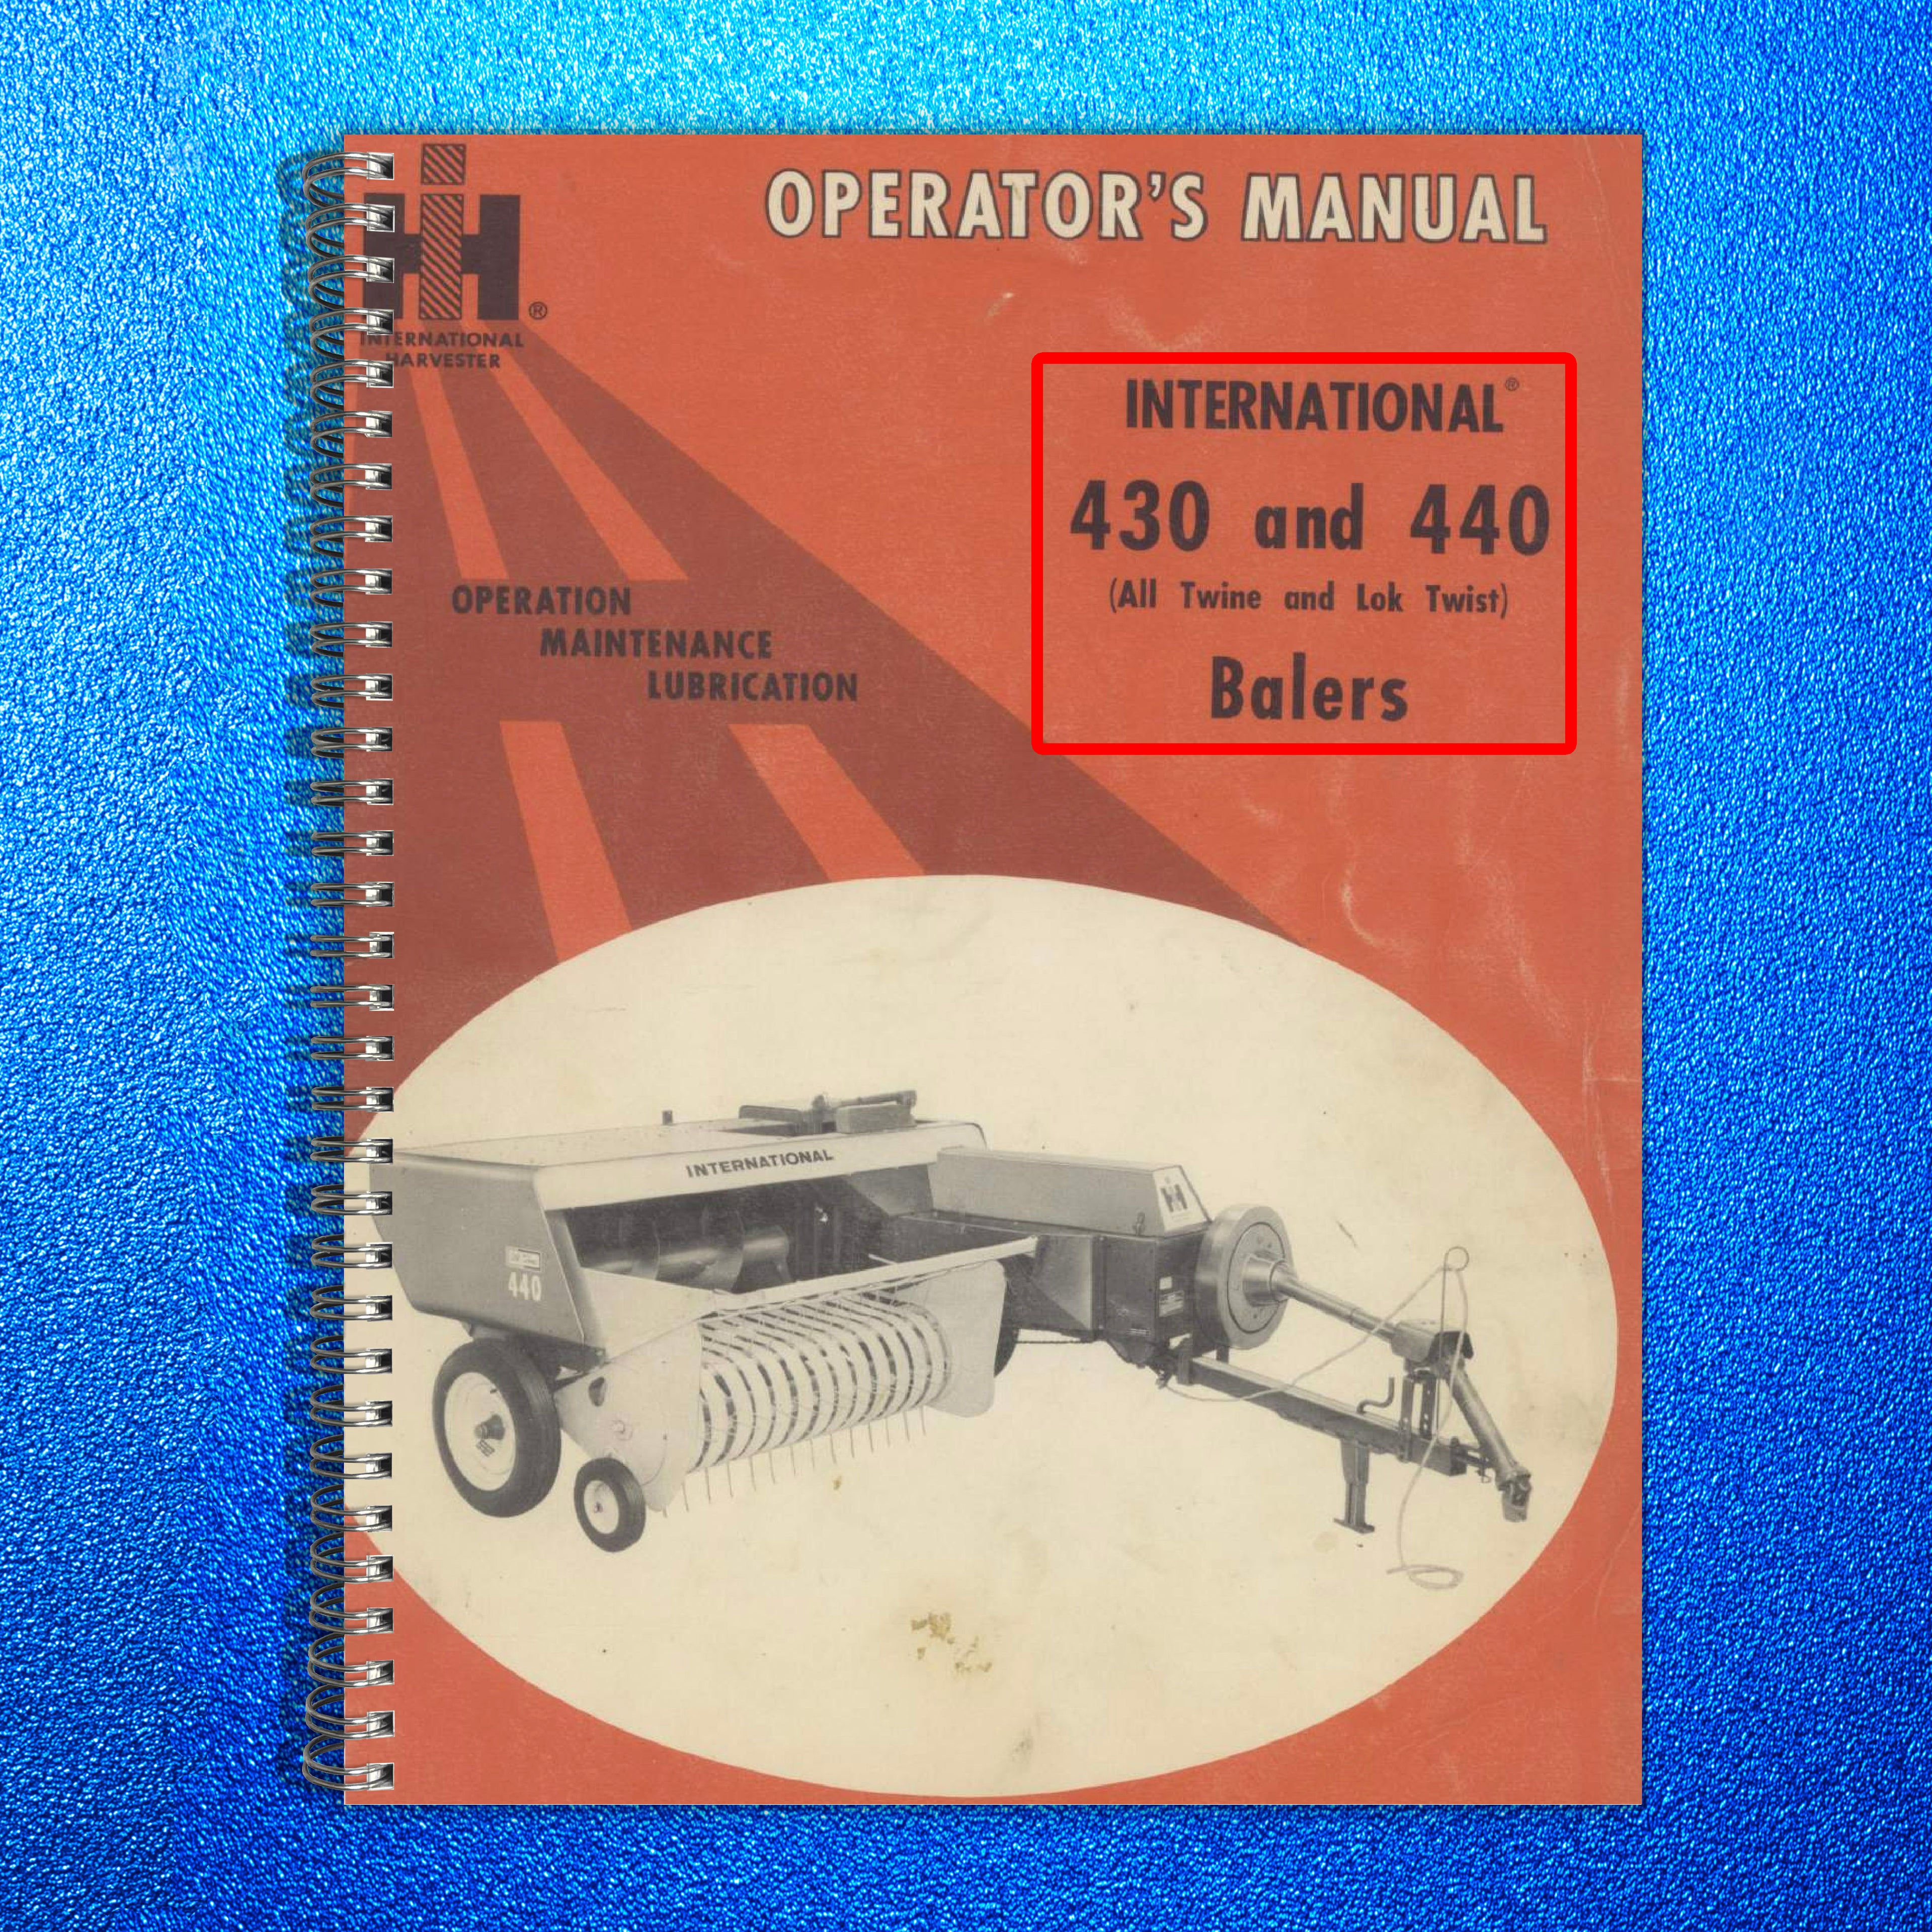 OPERATOR'S MANUAL
INTERNATIONAL
HARVESTER
®
INTERNATIONAL®
430 and 440
(All Twine and Lok Twist)
Balers
OPERATION
MAINTENANCE
LUBRICATION
INTERNATIONAL
IH
440